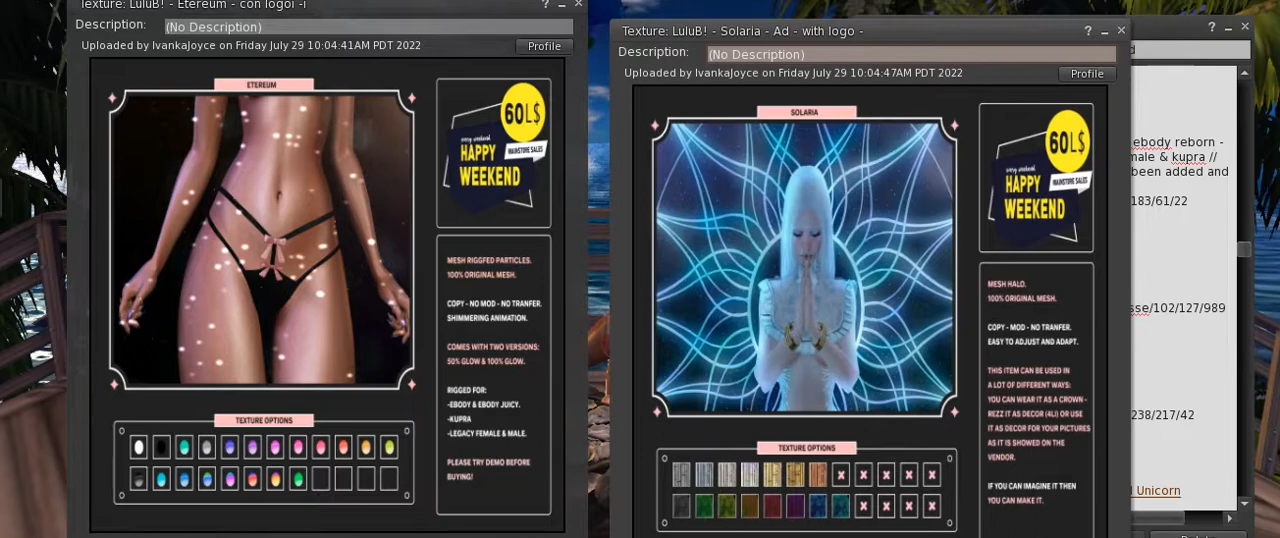 Texture: LuluB! - Etereum - con logoi -i
Description:
(No Description)
Uploaded by IvankaJoyce on Friday July 29 10:04:41AM PDT 2022
Profile
ETEREUM
60L$
every weekend
HAPPY
MAINSTORE SALES
WEEKEND
MESH RIGGFED PARTICLES.
100% ORIGINAL MESH.
COPY - NO MOD - NO TRANFER.
SHIMMERING ANIMATION.
COMES WITH TWO VERSIONS:
50% GLOW & 100% GLOW.
RIGGED FOR:
-EBODY & EBODY JUICY.
-KUPRA
-LEGACY FEMALE & MALE.
PLEASE TRY DEMO BEFORE
BUYING!
TEXTURE OPTIONS
Texture: LuluB! - Solaria - Ad - with logo -
Description:
(No Description)
Uploaded by IvankaJoyce on Friday July 29 10:04:47AM PDT 2022
Profile
SOLARIA
60L$
every weekend
HAPPY
MAINSTORE SALES
WEEKEND
MESH HALO.
100% ORIGINAL MESH.
COPY - MOD - NO TRANFER.
EASY TO ADJUST AND ADAPT.
THIS ITEM CAN BE USED IN
A LOT OF DIFFERENT WAYS:
YOU CAN WEAR IT AS A CROWN -
REZZ IT AS DECOR (4LI) OR USE
IT AS DECOR FOR YOUR PICTURES
AS IT IS SHOWED ON THE
VENDOR.
IF YOU CAN IMAGINE IT THEN
YOU CAN MAKE IT.
TEXTURE OPTIONS
ebody reborn -
male & kupra //
been added and
183/61/22
sse/102/127/989
238/217/42
Unicorn